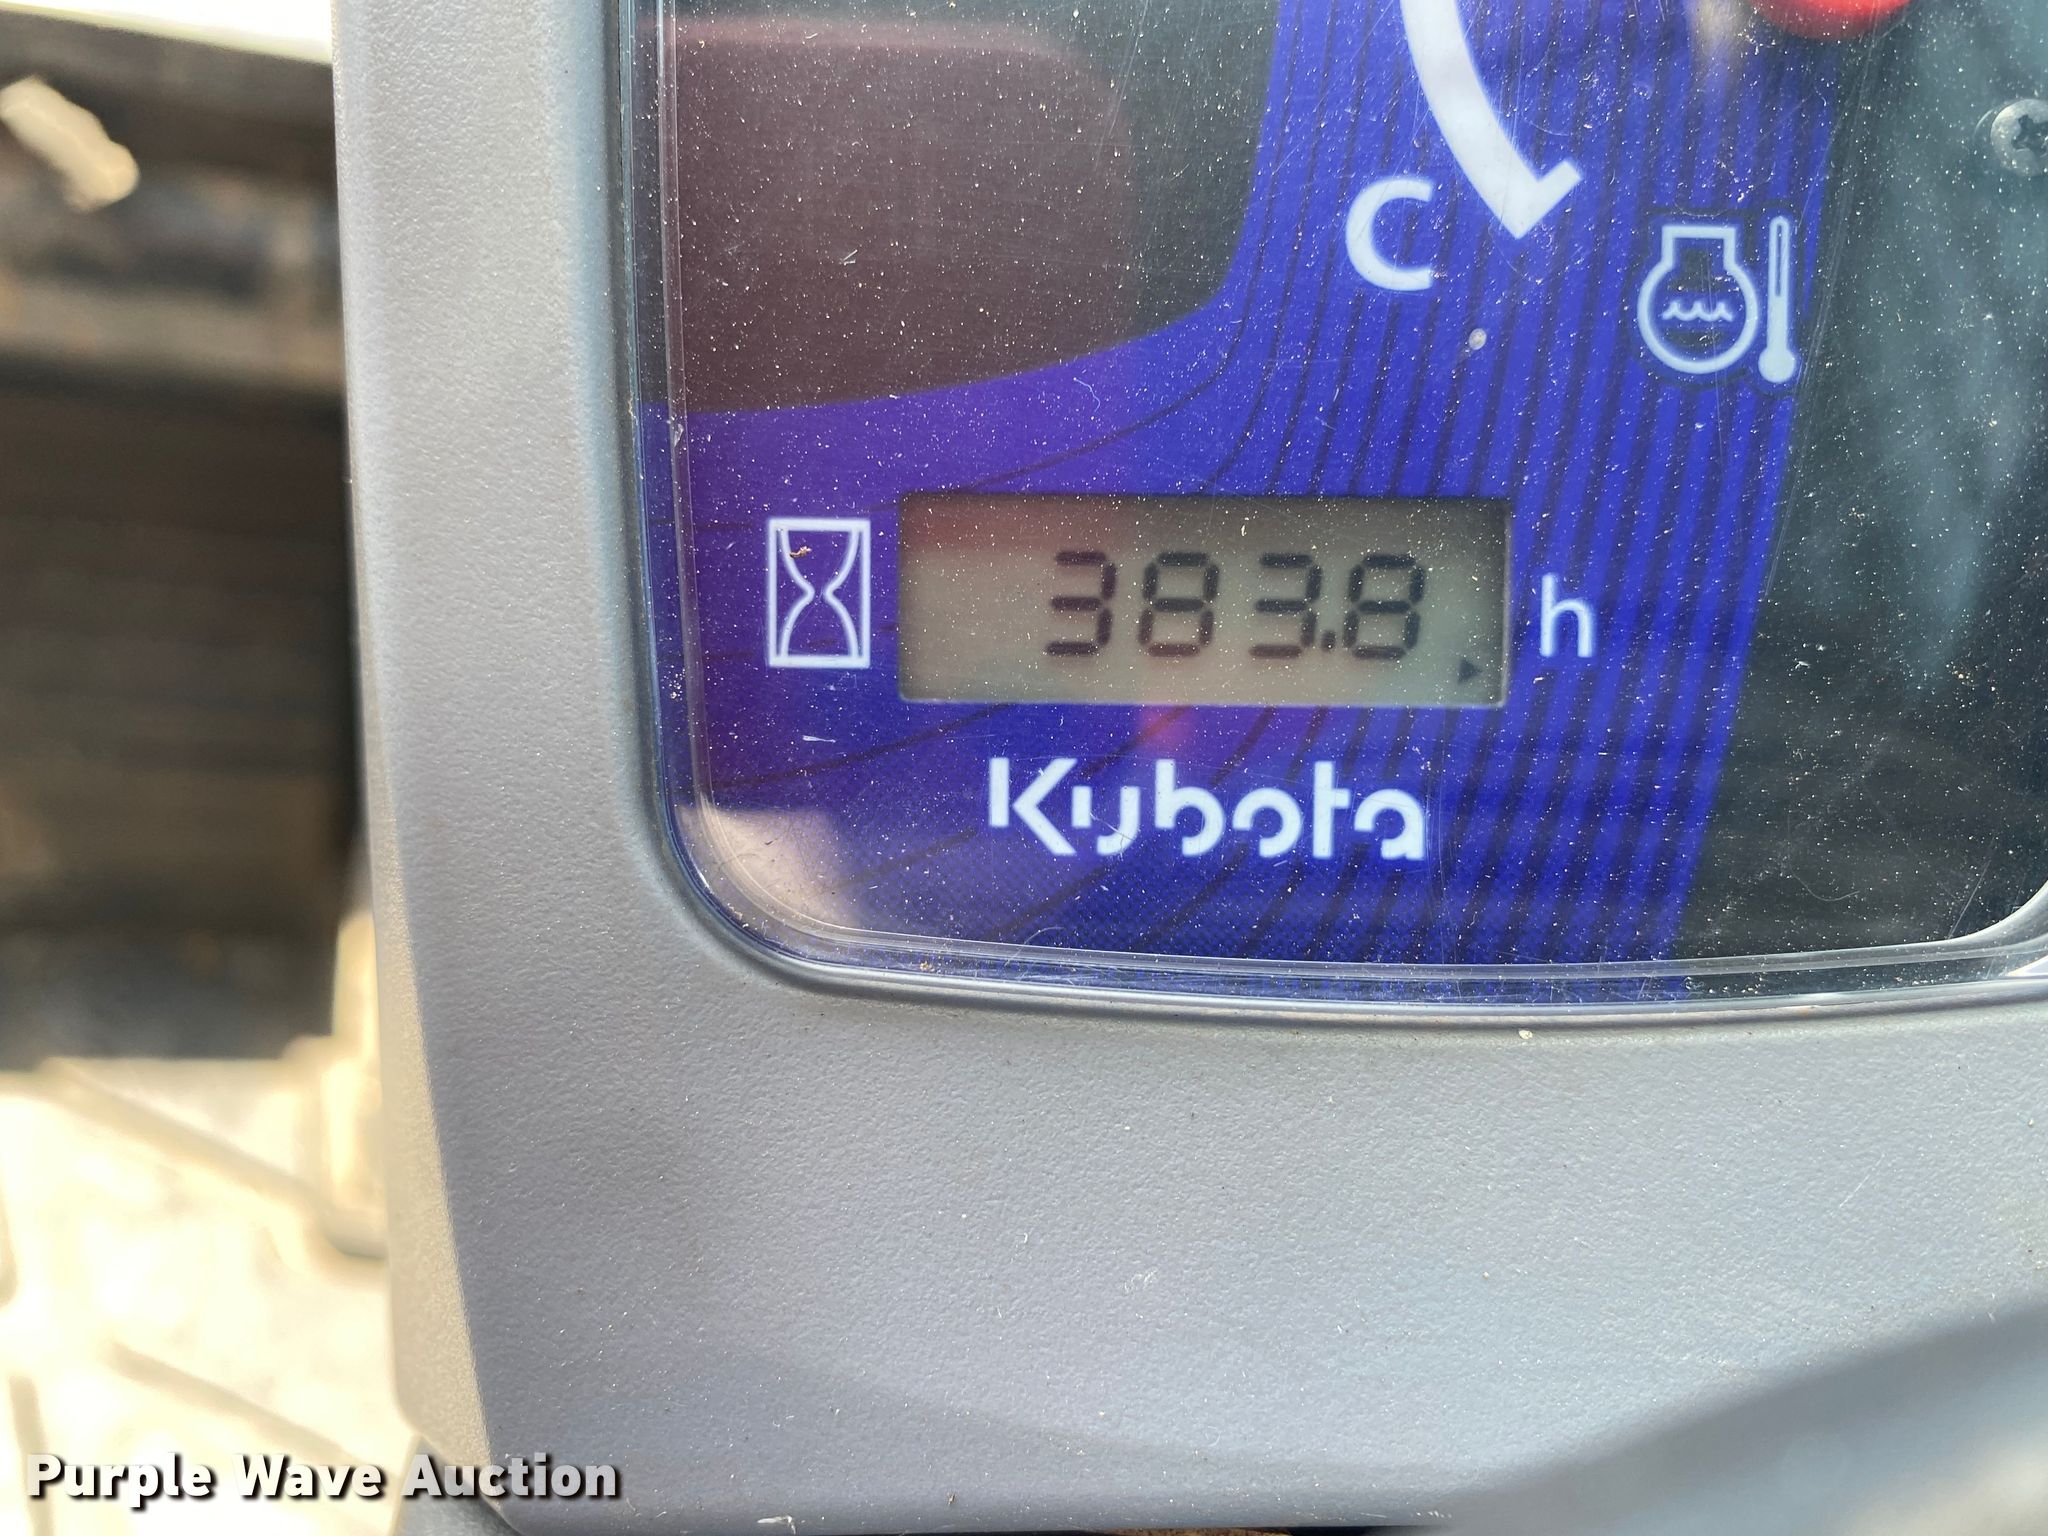 C
383.8 h
Kubota
Purple Wave Auction